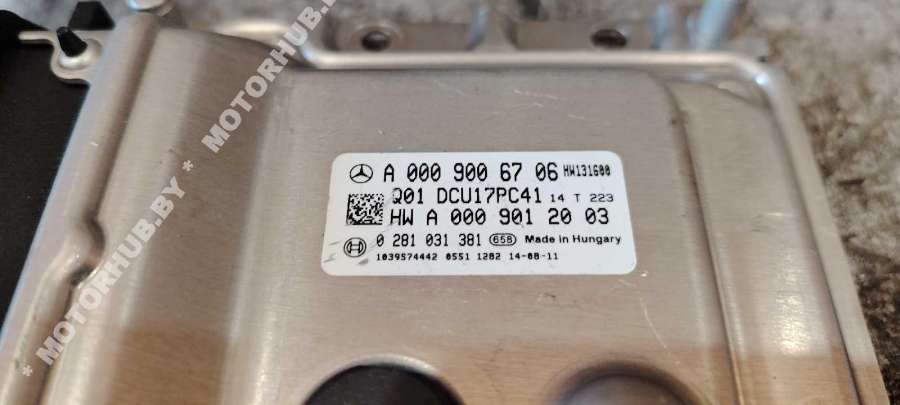 * MOTORHUB.BY * MOTORHUB.BY *
A 000 900 67 06 HW131600
Q01 DCU17PC41 14 T 223
HW A 000 901 20 03
0 281 031 381 658 Made in Hungary
1039S74442 0551 1282 14-08-11